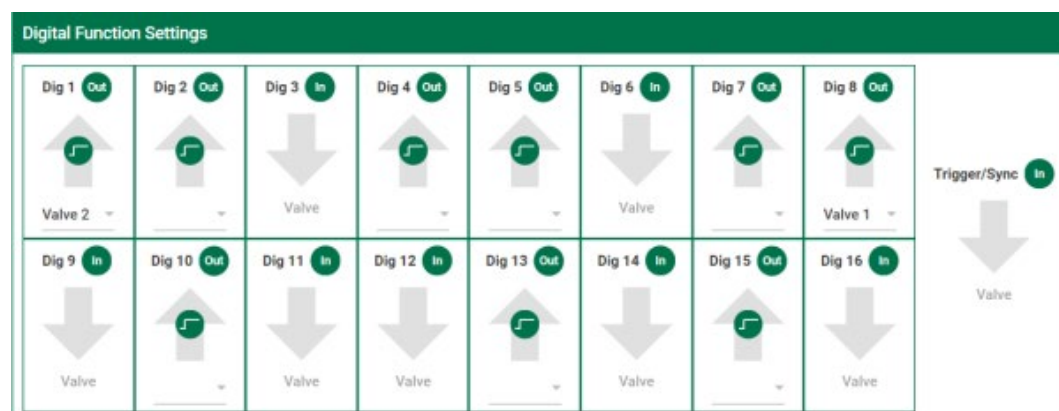 Digital Function Settings
Dig 1 Out Dig 2 Out Dig 3 In Dig 4 Out Dig 5 Out Dig 6 In Dig 7 Out Dig 8 Out
Trigger/Sync In
Valve 2 Valve Valve Valve 1
Dig 9 In Dig 10 Out Dig 11 In Dig 12 In Dig 13 Out Dig 14 In Dig 15 Out Dig 16 In
Valve
Valve Valve Valve Valve Valve